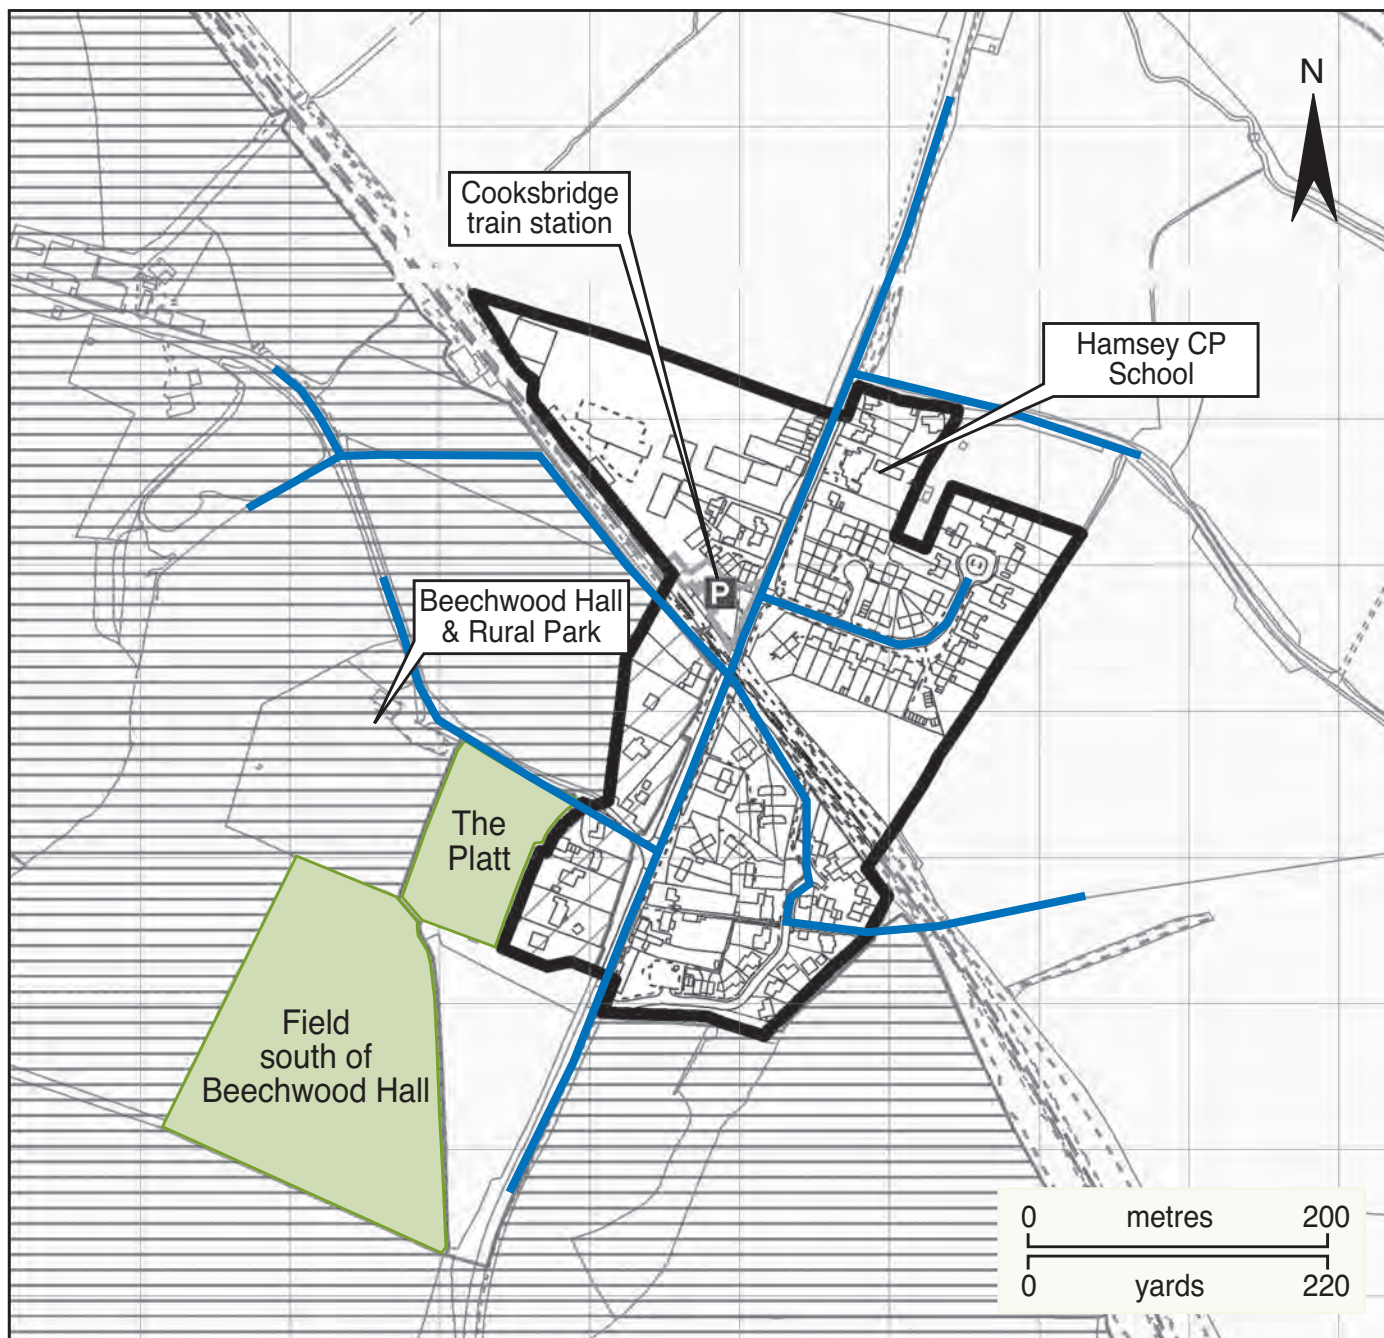 N
Cooksbridge
train station
Hamsey CP
School
P
Beechwood Hall
& Rural Park
The
Platt
Field
south of
Beechwood Hall
0 metres 200
0 yards 220